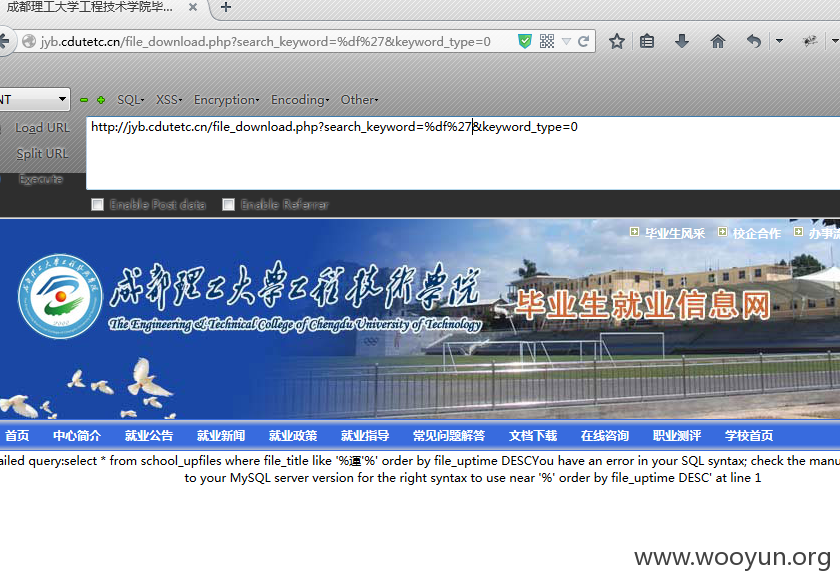 成都理工大学工程技术学院毕...
jyb.cdutetc.cn/file_download.php?search_keyword=%df%27&keyword_type=0
NT SQL XSS Encryption Encoding Other
Load URL
http://jyb.cdutetc.cn/file_download.php?search_keyword=%df%27&keyword_type=0
Split URL
Execute
Enable Post data Enable Referrer
毕业生风采 校企合作 办事
成都理工大学工程技术学院
The Engineering & Technical College of Chengdu University of Technology
毕业生就业信息网
首页 中心简介 就业公告 就业新闻 就业政策 就业指导 常见问题解答 文档下载 在线咨询 职业测评 学校首页
ailed query:select * from school_upfiles where file_title like '%運'%' order by file_uptime DESCYou have an error in your SQL syntax; check the manu
to your MySQL server version for the right syntax to use near '%' order by file_uptime DESC' at line 1
www.wooyun.org